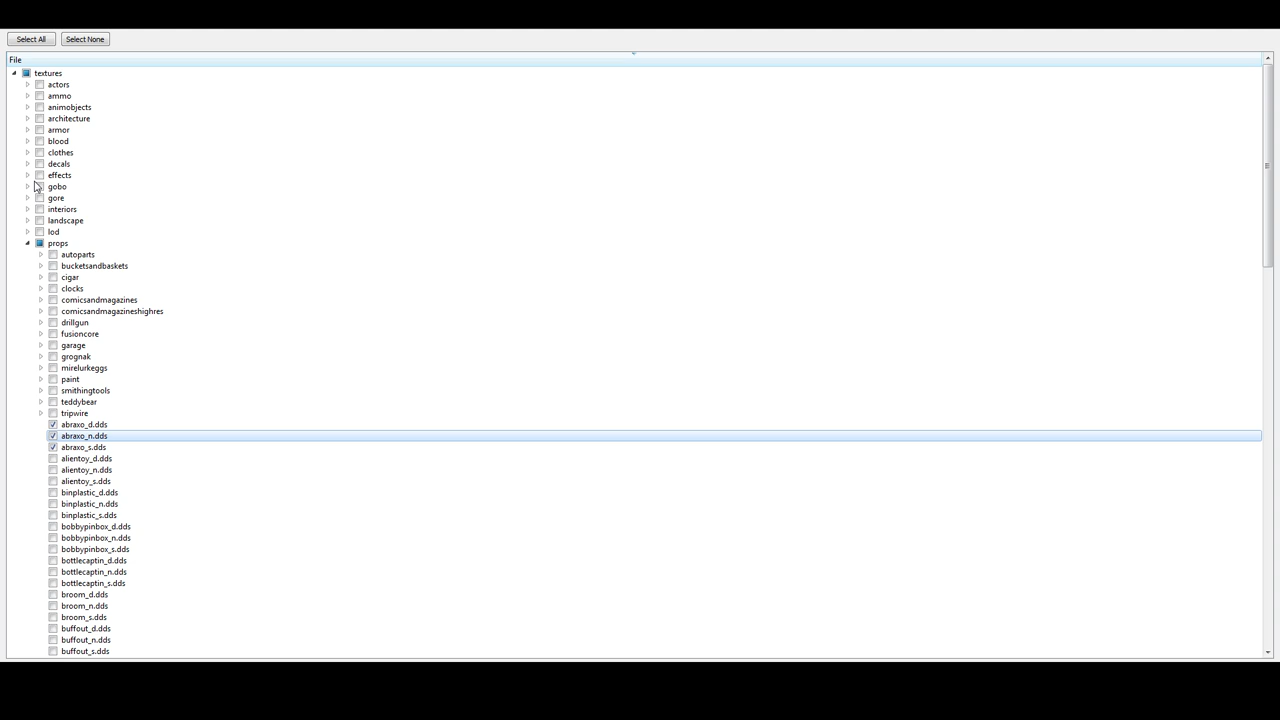 Select All Select None
File
textures
actors
ammo
animobjects
architecture
armor
blood
clothes
decals
effects
gobo
gore
interiors
landscape
lod
props
autoparts
bucketsandbaskets
cigar
clocks
comicsandmagazines
comicsandmagazineshighres
drillgun
fusioncore
garage
grognak
mirelurkeggs
paint
smithingtools
teddybear
tripwire
abraxo_d.dds
abraxo_n.dds
abraxo_s.dds
alientoy_d.dds
alientoy_n.dds
alientoy_s.dds
binplastic_d.dds
binplastic_n.dds
binplastic_s.dds
bobbypinbox_d.dds
bobbypinbox_n.dds
bobbypinbox_s.dds
bottlecaptin_d.dds
bottlecaptin_n.dds
bottlecaptin_s.dds
broom_d.dds
broom_n.dds
broom_s.dds
buffout_d.dds
buffout_n.dds
buffout_s.dds